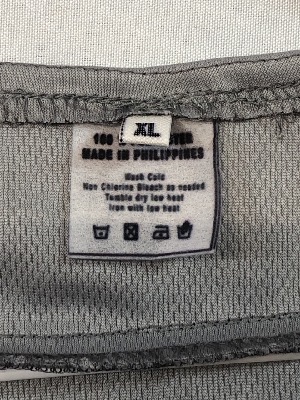 XL
100
MADE IN PHILIPPINES
Wash Cold
Non Chlorine Bleach as needed
Tumble dry low heat
Iron with low heat